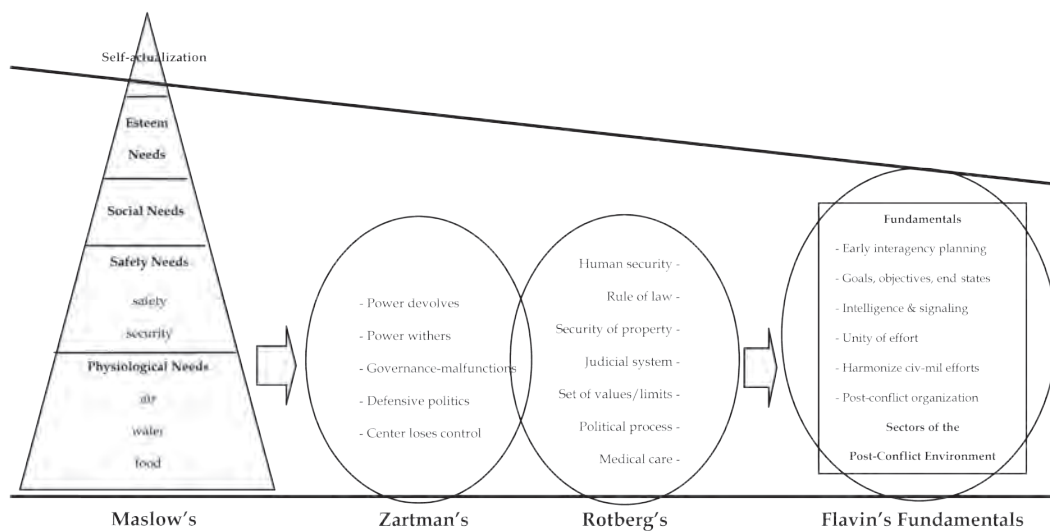 Self-actualization
Esteem
Needs
Social Needs
Safety Needs
safety
security
Physiological Needs
air
water
food
- Power devolves
- Power withers
- Governance-malfunctions
- Defensive politics
- Center loses control
Human security -
Rule of law -
Security of property -
Judicial system -
Set of values/limits -
Political process -
Medical care -
Fundamentals
- Early interagency planning
- Goals, objectives, end states
- Intelligence & signaling
- Unity of effort
- Harmonize civ-mil efforts
- Post-conflict organization
Sectors of the
Post-Conflict Environment
Maslow's
Zartman's
Rotberg's
Flavin's Fundamentals